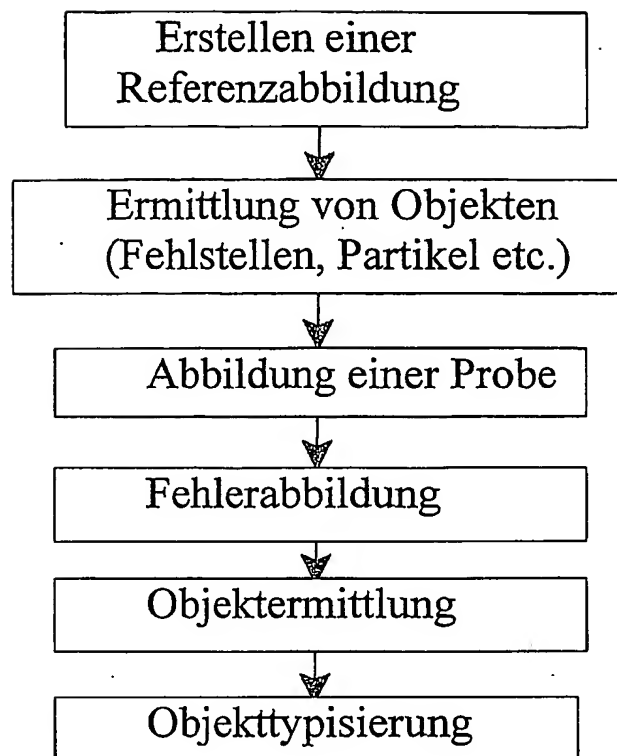 Erstellen einer
Referenzabbildung
Ermittlung von Objekten
(Fehlstellen, Partikel etc.)
Abbildung einer Probe
Fehlerabbildung
Objektermittlung
Objekttypisierung